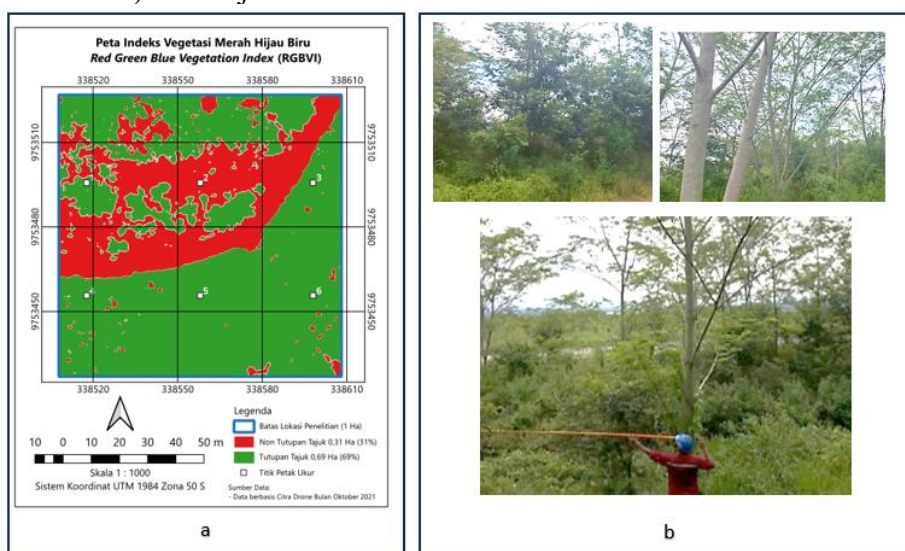 Peta Indeks Vegetasi Merah Hijau Biru
Red Green Blue Vegetation Index (RGBVI)
338520 338550 338580 338610
9753510 9753510
2 3
9753480 9753480
4 5 6
9753450 9753450
338520 338550 338580 338610
10 0 10 20 30 40 50 m
Skala 1 : 1000
Sistem Koordinat UTM 1984 Zona 50 S
Legenda
Batas Lokasi Penelitian (1 Ha)
Non Tutupan Tajuk 0,31 Ha (31%)
Tutupan Tajuk 0,69 Ha (69%)
Titik Petak Ukur
Sumber Data:
- Data berbasis Citra Drone Bulan Oktober 2021
a
b